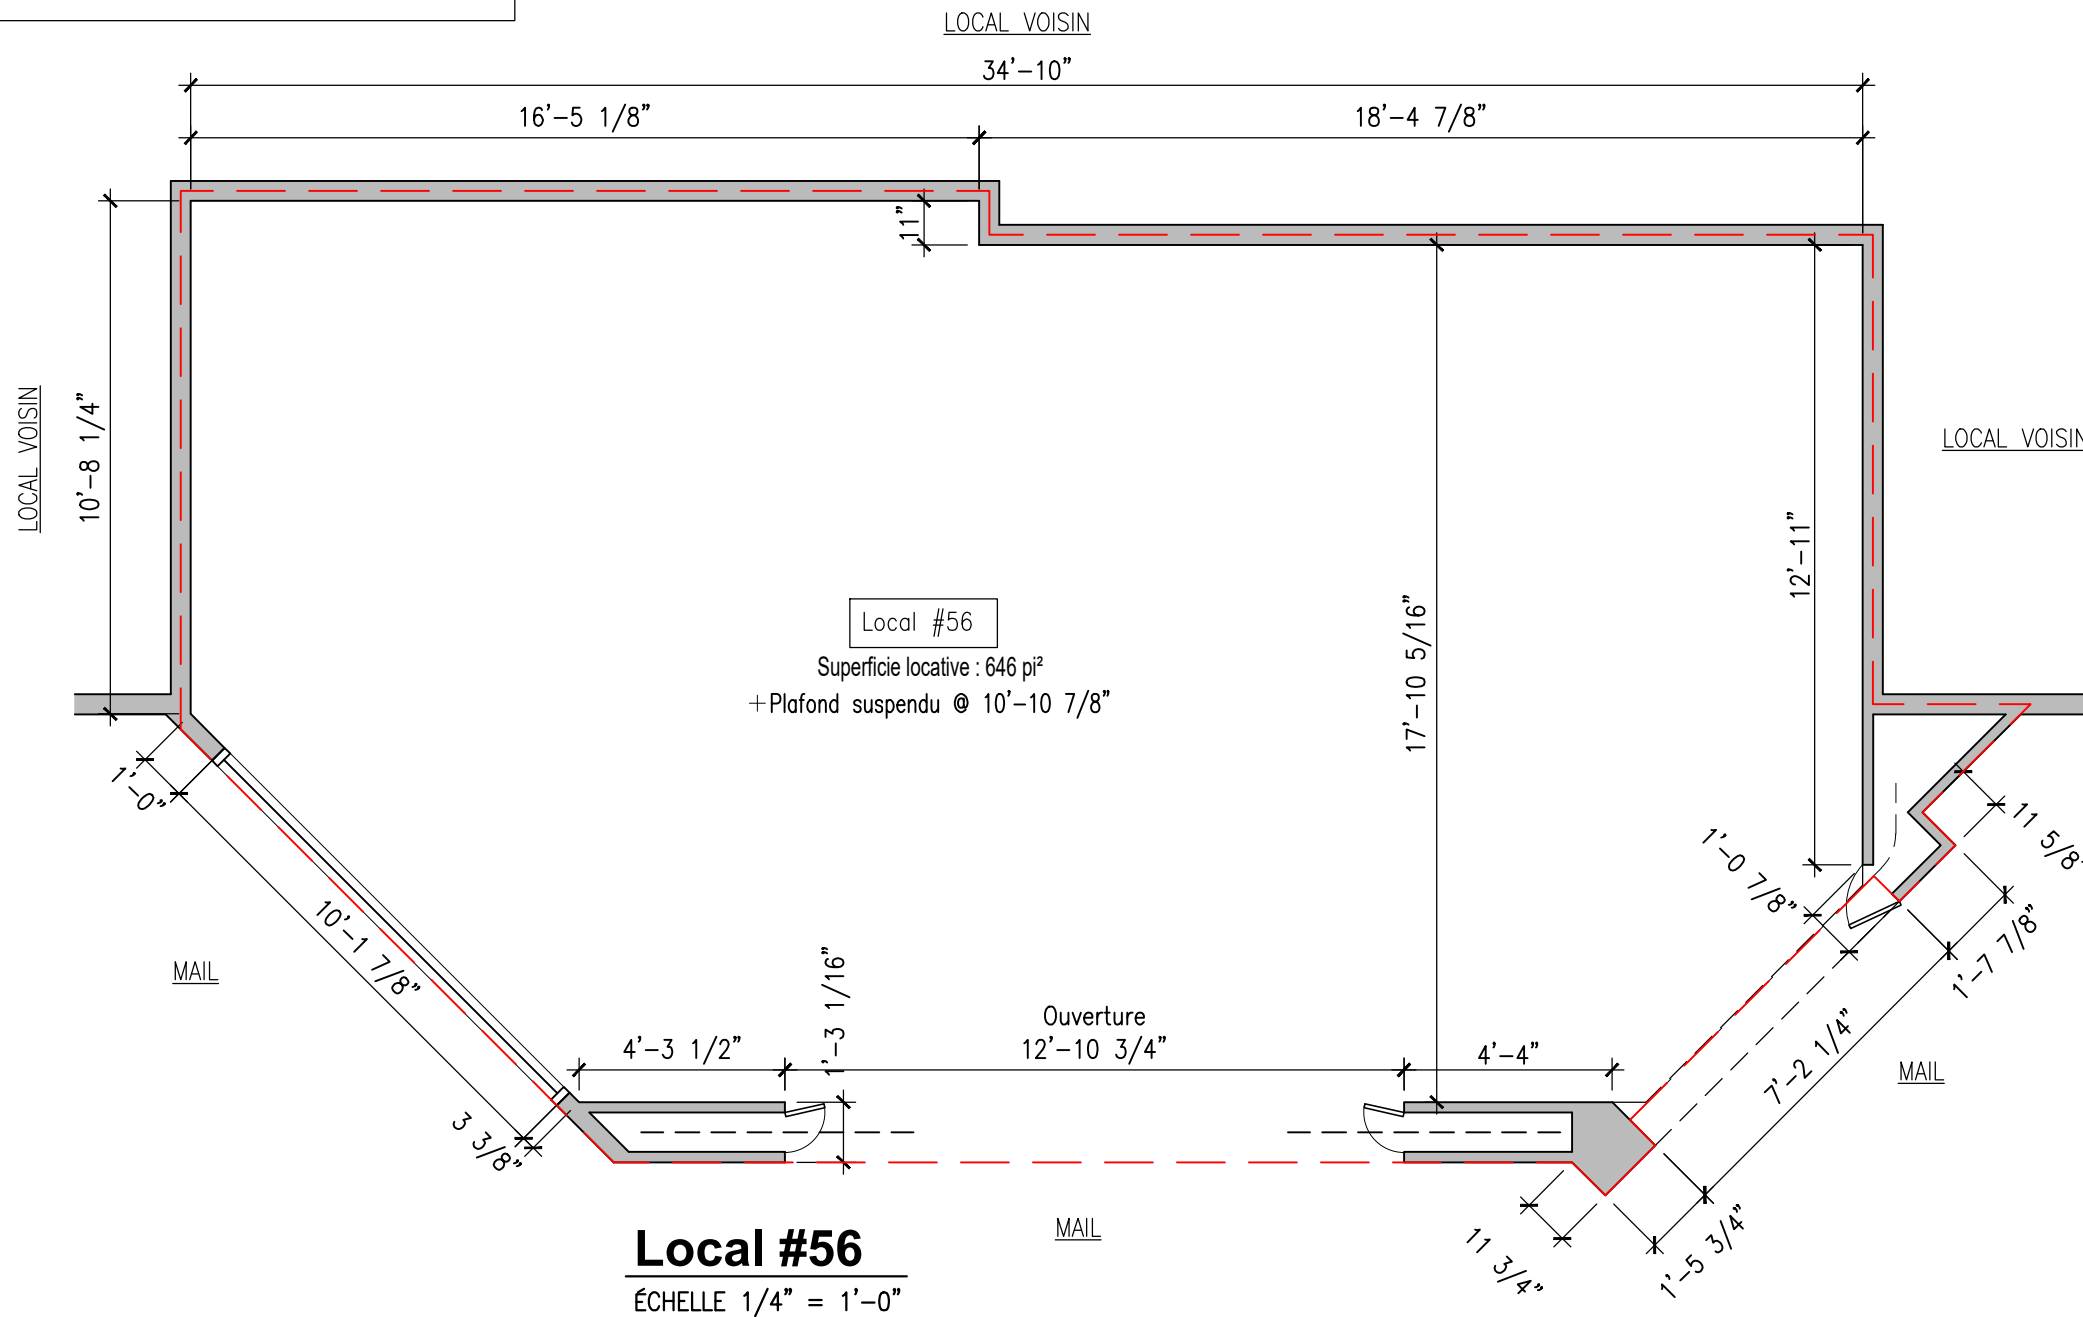 LOCAL VOISIN
34'-10"
16'-5 1/8"
18'-4 7/8"
11"
LOCAL VOISIN
10'-8 1/4"
LOCAL VOISIN
12'-11"
17'-10 5/16"
Local #56
Superficie locative : 646 pi²
+Plafond suspendu @ 10'-10 7/8"
1'-0"
11 5/8"
1'-0 7/8"
10'-1 7/8"
1'-7 7/8"
MAIL
1'-3 1/16"
Ouverture
4'-3 1/2"
12'-10 3/4"
4'-4"
7'-2 1/4"
MAIL
3 3/8"
MAIL
11 3/4"
1'-5 3/4"
Local #56
ÉCHELLE 1/4" = 1'-0"